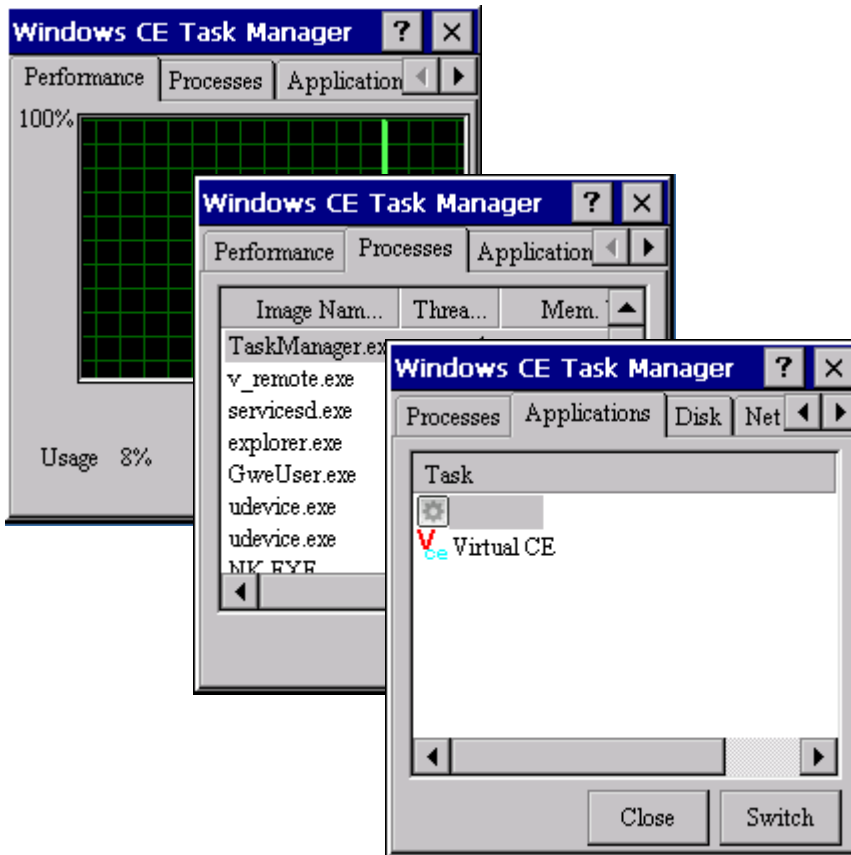 Windows CE Task Manager ? ×
Performance Processes Application
100%
Usage 8%
Windows CE Task Manager ? ×
Performance Processes Application
Image Nam... Threa... Mem.
TaskManager.ex
v_remote.exe
servicesd.exe
explorer.exe
GweUser.exe
udevice.exe
udevice.exe
NK.EXE
Windows CE Task Manager ? ×
Processes Applications Disk Net
Task
Vce Virtual CE
Close Switch